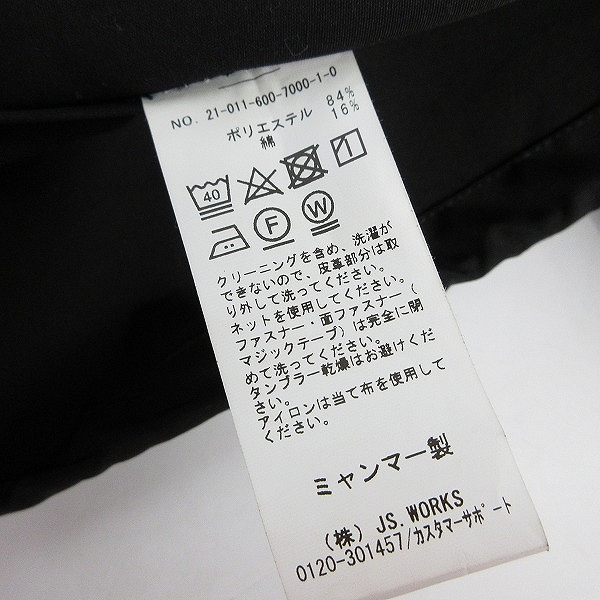 NO. 21-011-600-7000-1-0
ポリエステル 84%
綿 16%
40
1
F
W
クリーニングを含め、洗濯が
できないので、皮革部分は取
り外して洗ってください。
ネットを使用してください。
ファスナー・面ファスナー(
マジックテープ)は完全に閉
めて洗ってください。
タンブラー乾燥はお避けくだ
さい。
アイロンは当て布を使用して
ください。
ミャンマー製
(株) JS.WORKS
0120-301457/カスタマーサポート